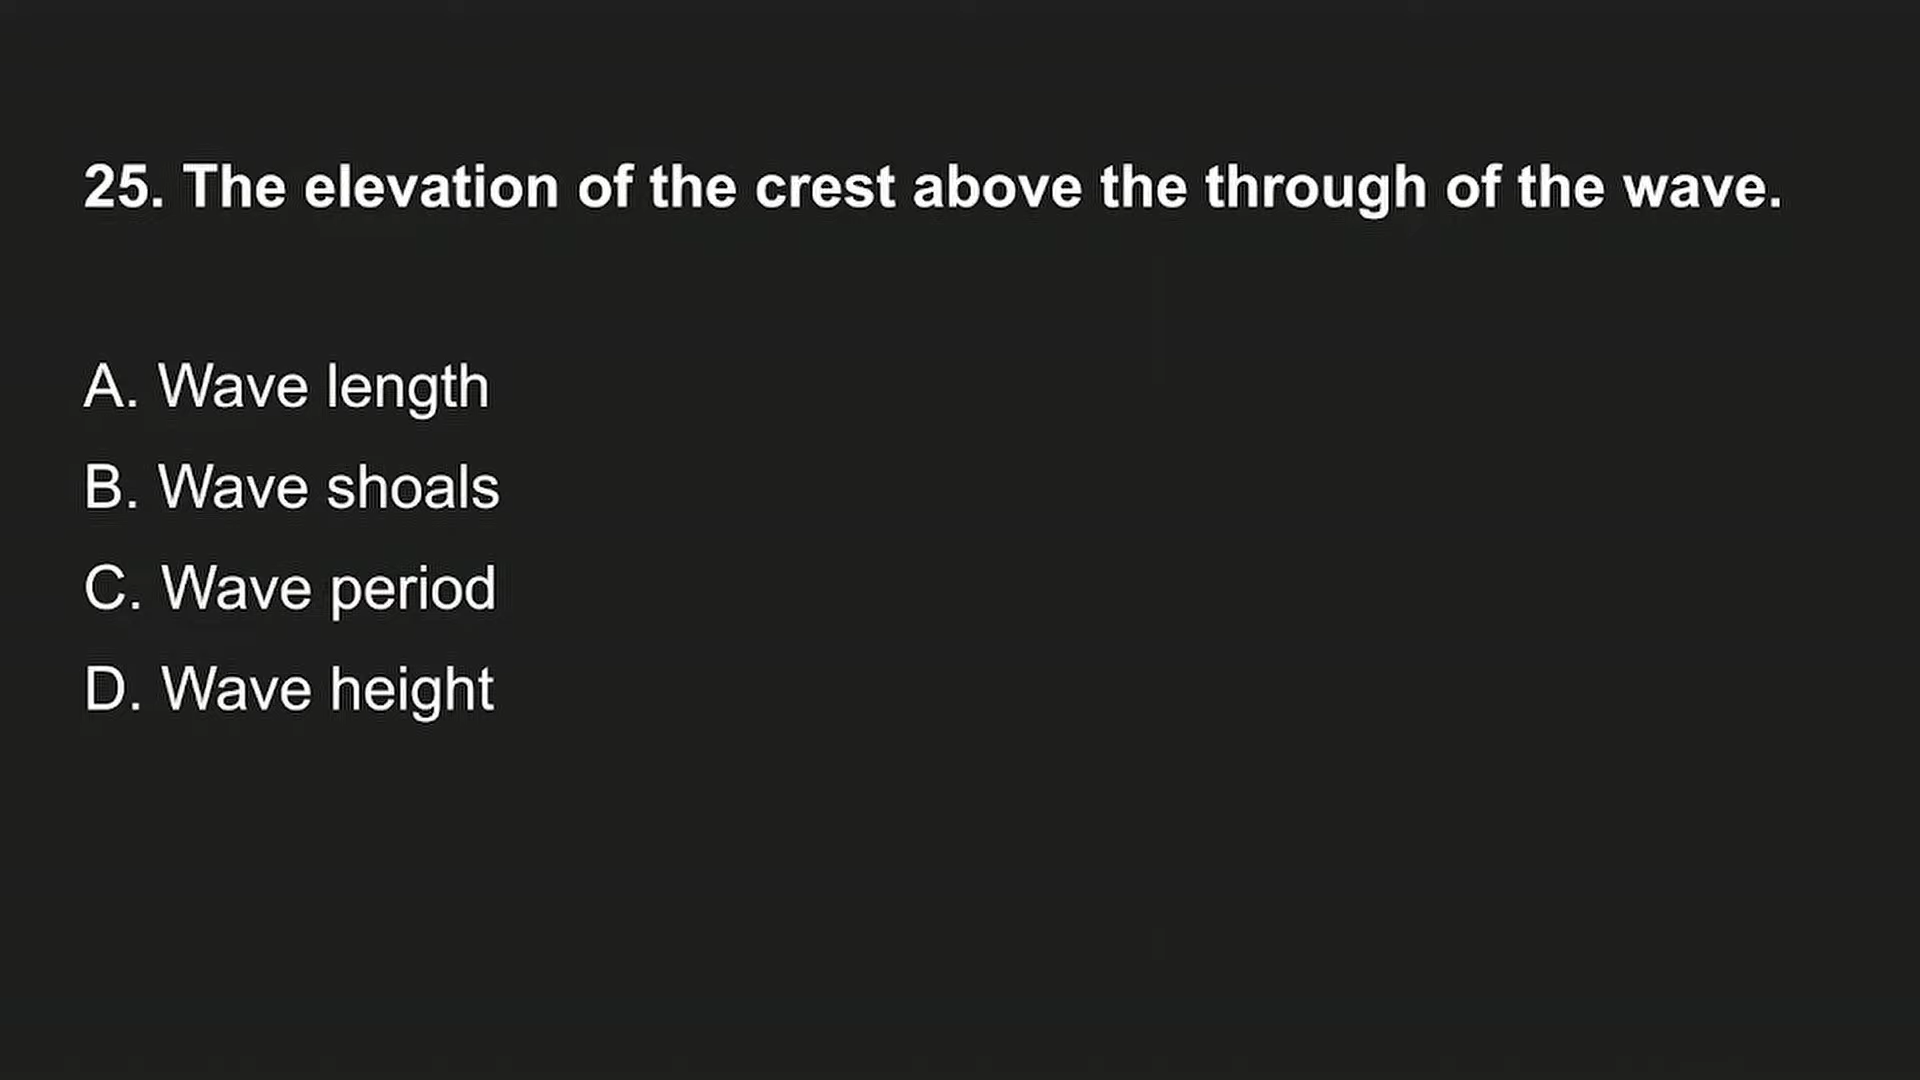 25. The elevation of the crest above the through of the wave.
A. Wave length
B. Wave shoals
C. Wave period
D. Wave height